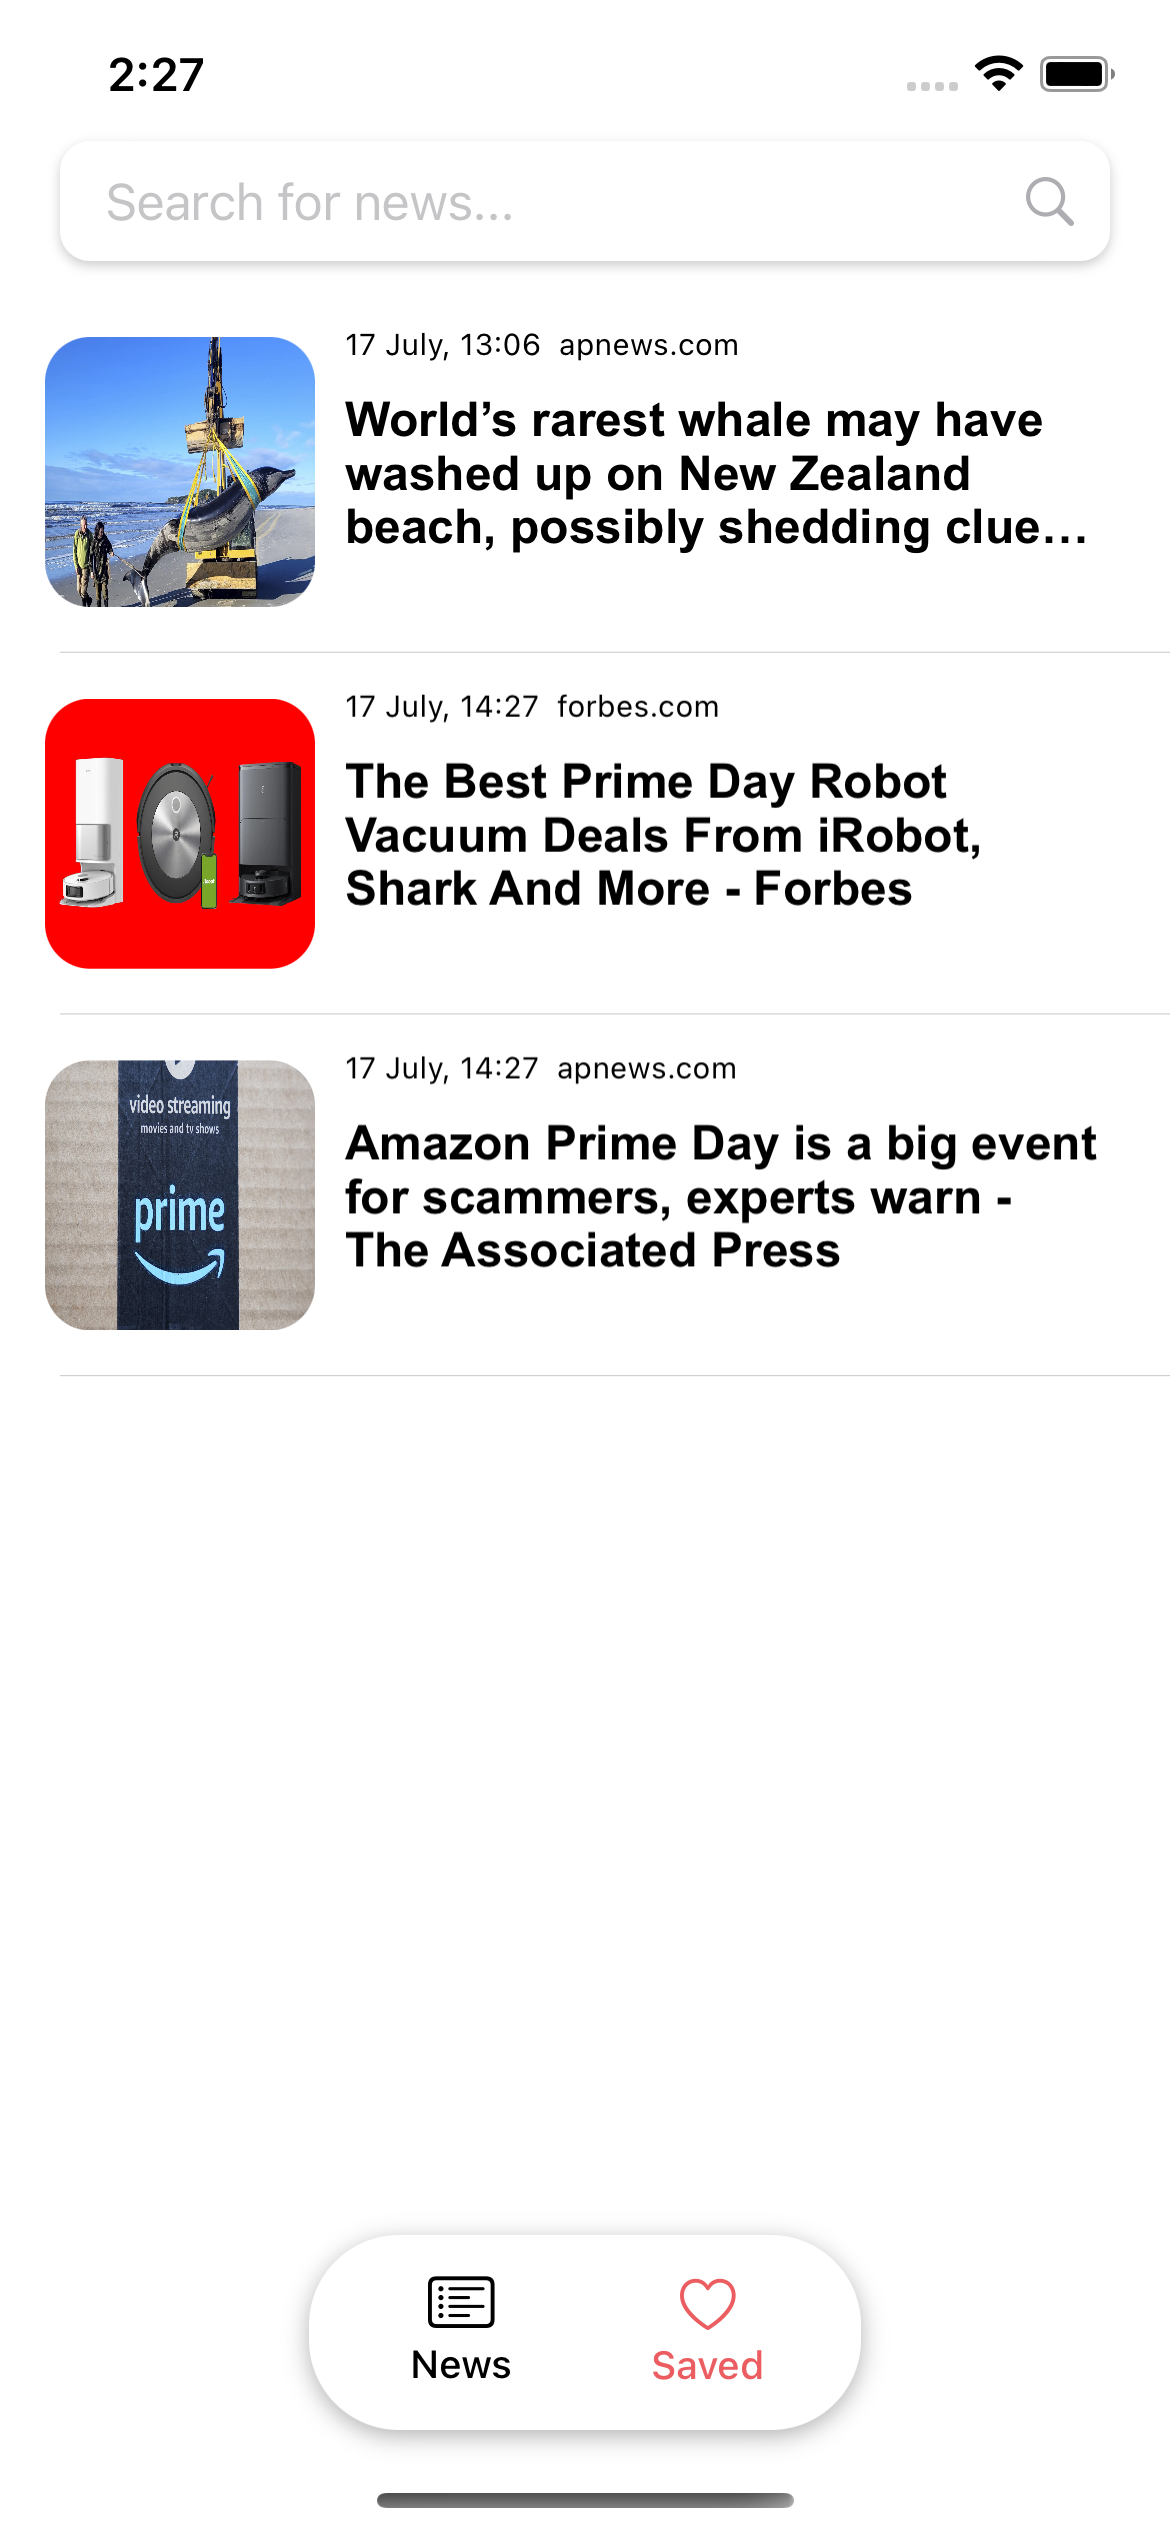 2:27
Search for news...
17 July, 13:06 apnews.com
World’s rarest whale may have
washed up on New Zealand
beach, possibly shedding clue...
17 July, 14:27 forbes.com
The Best Prime Day Robot
Vacuum Deals From iRobot,
Shark And More - Forbes
video streaming
movies and tv shows
prime
17 July, 14:27 apnews.com
Amazon Prime Day is a big event
for scammers, experts warn -
The Associated Press
News
Saved